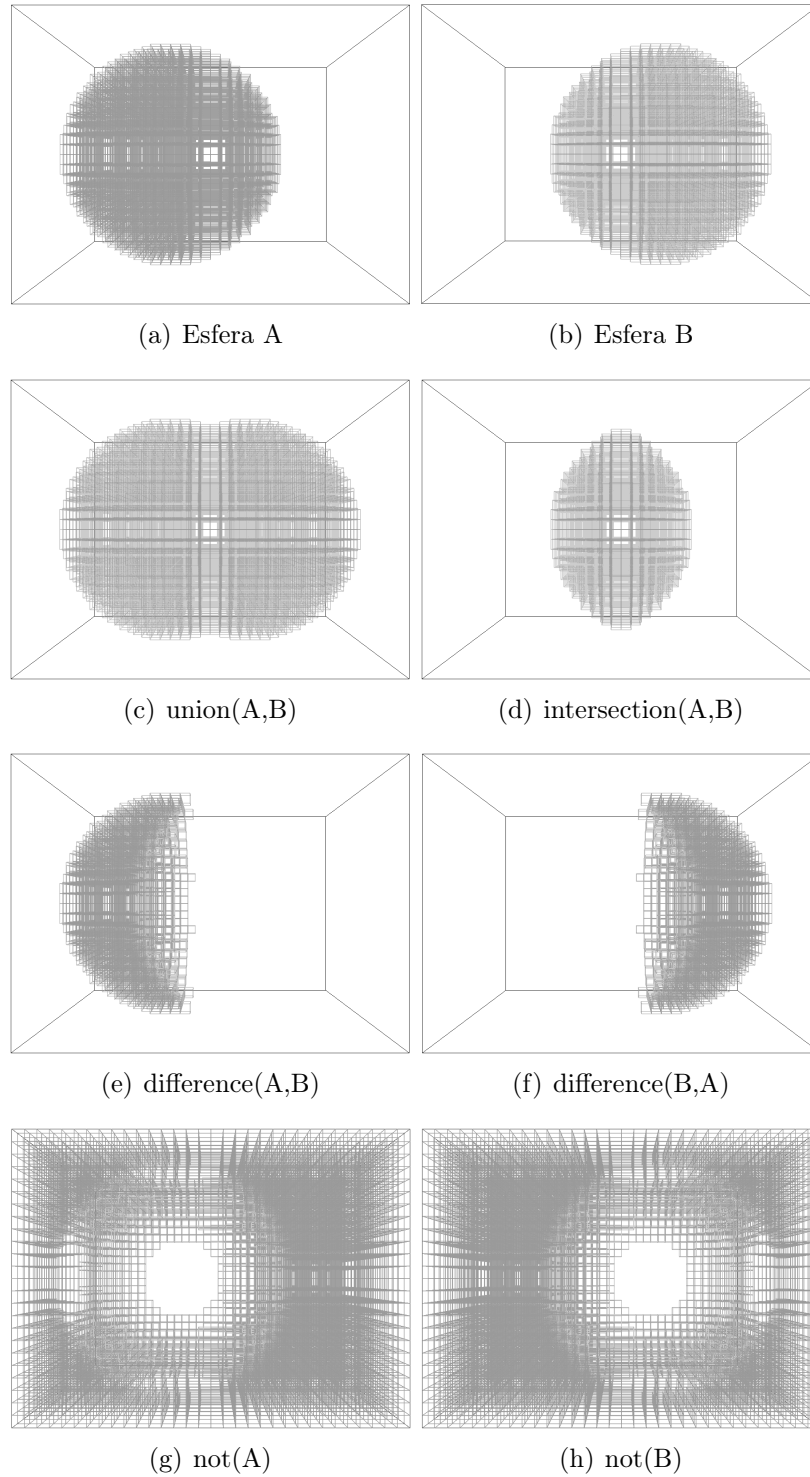 (a) Esfera A
(b) Esfera B
(c) union(A,B)
(d) intersection(A,B)
(e) difference(A,B)
(f) difference(B,A)
(g) not(A)
(h) not(B)